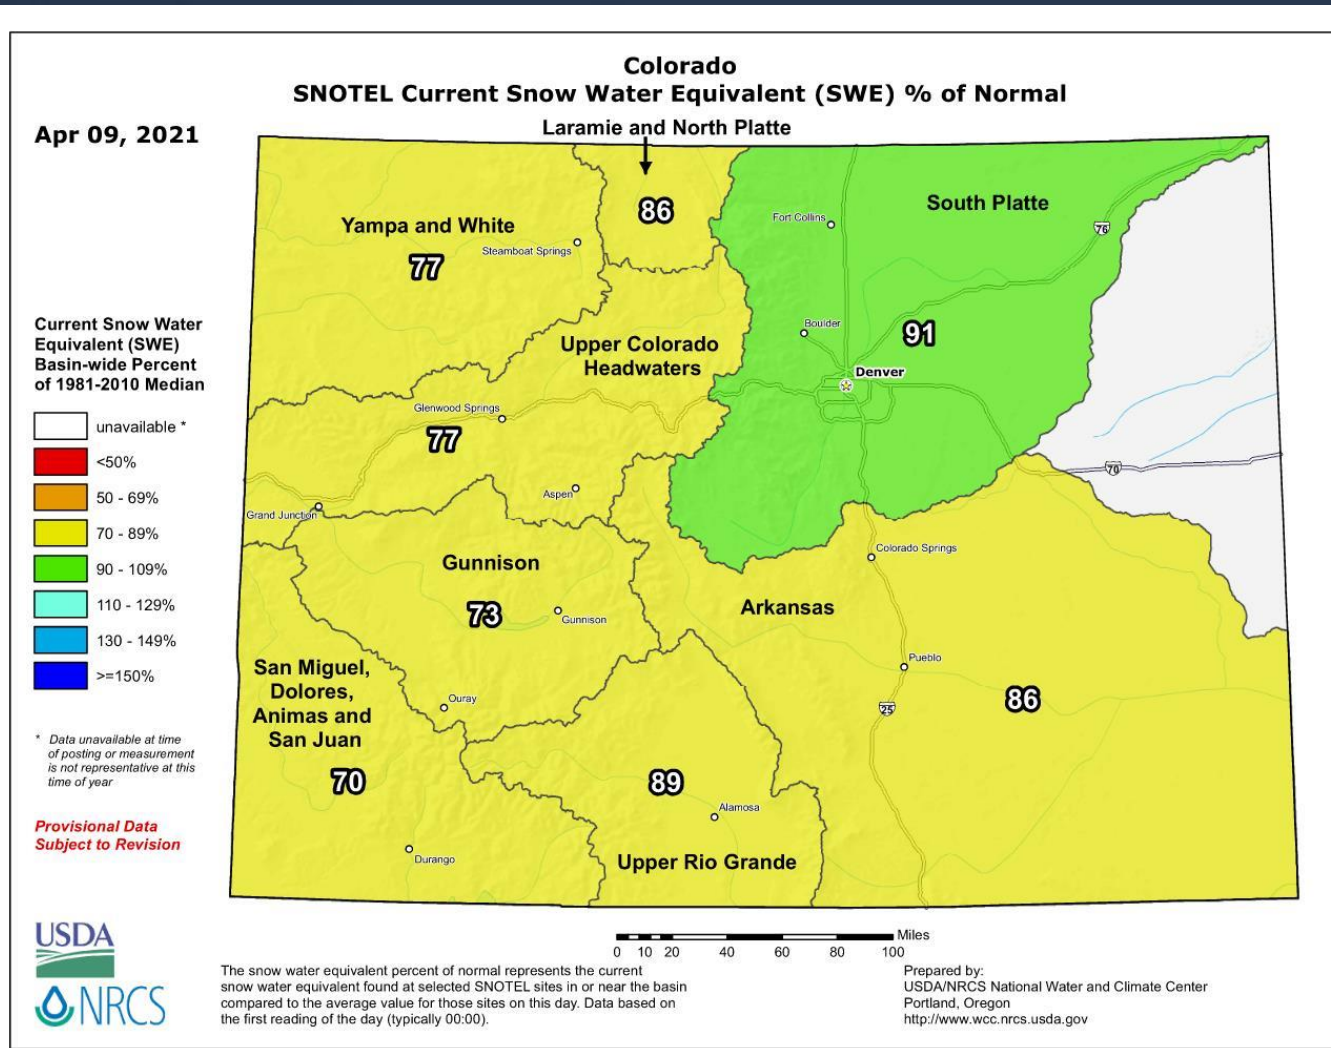 Colorado
SNOTEL Current Snow Water Equivalent (SWE) % of Normal
Apr 09, 2021
Laramie and North Platte
86
Yampa and White
77
Steamboat Springs
Fort Collins
South Platte
76
Current Snow Water
Equivalent (SWE)
Basin-wide Percent
of 1981-2010 Median
unavailable *
<50%
50 - 69%
70 - 89%
90 - 109%
110 - 129%
130 - 149%
>=150%
* Data unavailable at time
of posting or measurement
is not representative at this
time of year
Provisional Data
Subject to Revision
Upper Colorado
Headwaters
Boulder
91
Denver
Glenwood Springs
77
70
Aspen
Grand Junction
Gunnison
73
Gunnison
Colorado Springs
Arkansas
San Miguel,
Dolores,
Animas and
San Juan
70
Ouray
Pueblo
25
86
89
Alamosa
Upper Rio Grande
Durango
USDA
NRCS
Miles
0 10 20 40 60 80 100
The snow water equivalent percent of normal represents the current
snow water equivalent found at selected SNOTEL sites in or near the basin
compared to the average value for those sites on this day. Data based on
the first reading of the day (typically 00:00).
Prepared by:
USDA/NRCS National Water and Climate Center
Portland, Oregon
http://www.wcc.nrcs.usda.gov